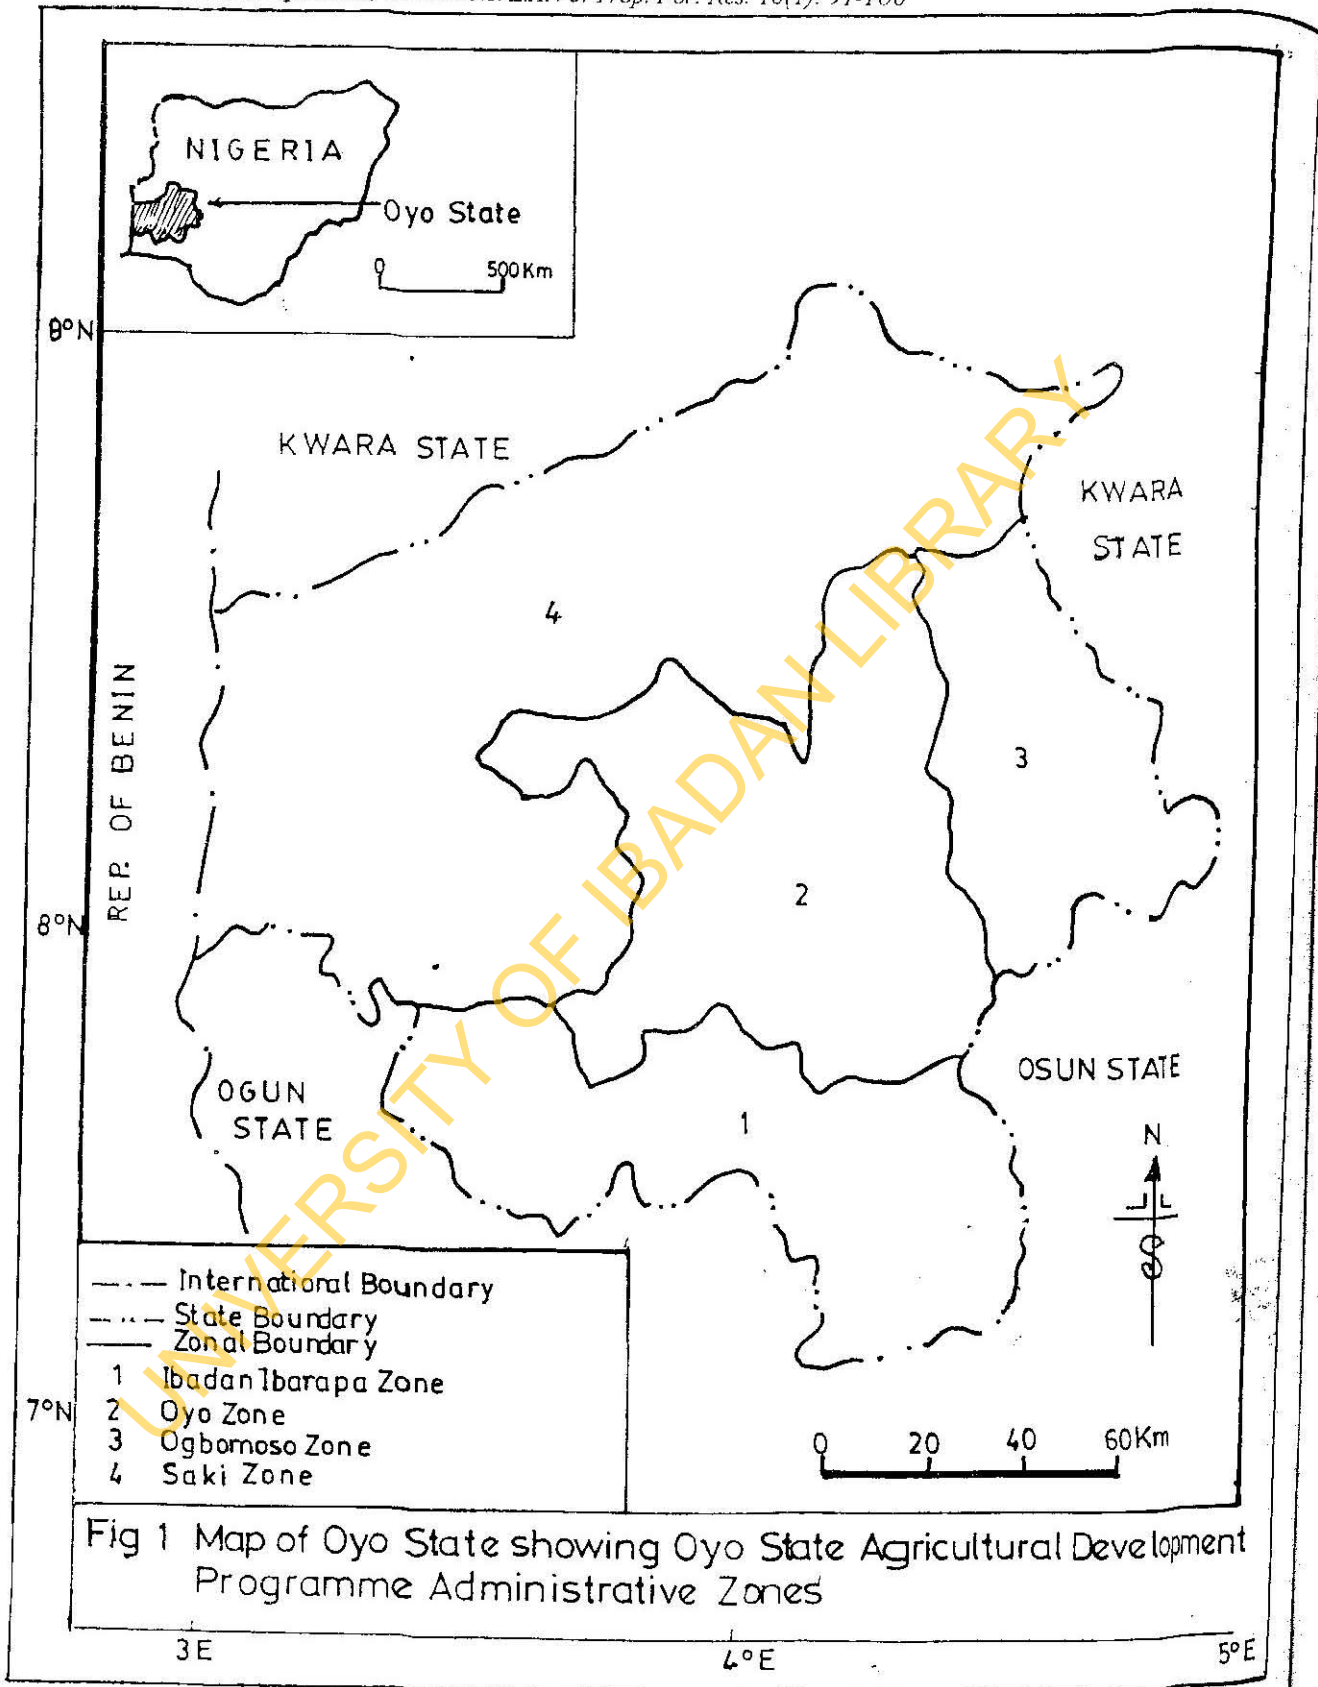 NIGERIA
Oyo State
0 500Km
9°N
KWARA STATE
KWARA
STATE
4
REP. OF BENIN
3
2
8°N
OGUN
STATE
OSUN STATE
1
N
International Boundary
State Boundary
Zonal Boundary
1 Ibadan Ibarapa Zone
2 Oyo Zone
3 Ogbomoso Zone
4 Saki Zone
7°N
0 20 40 60Km
Fig 1 Map of Oyo State showing Oyo State Agricultural Development
Programme Administrative Zones
3 E 4°E 5°E
UNIVERSITY OF IBADAN LIBRARY